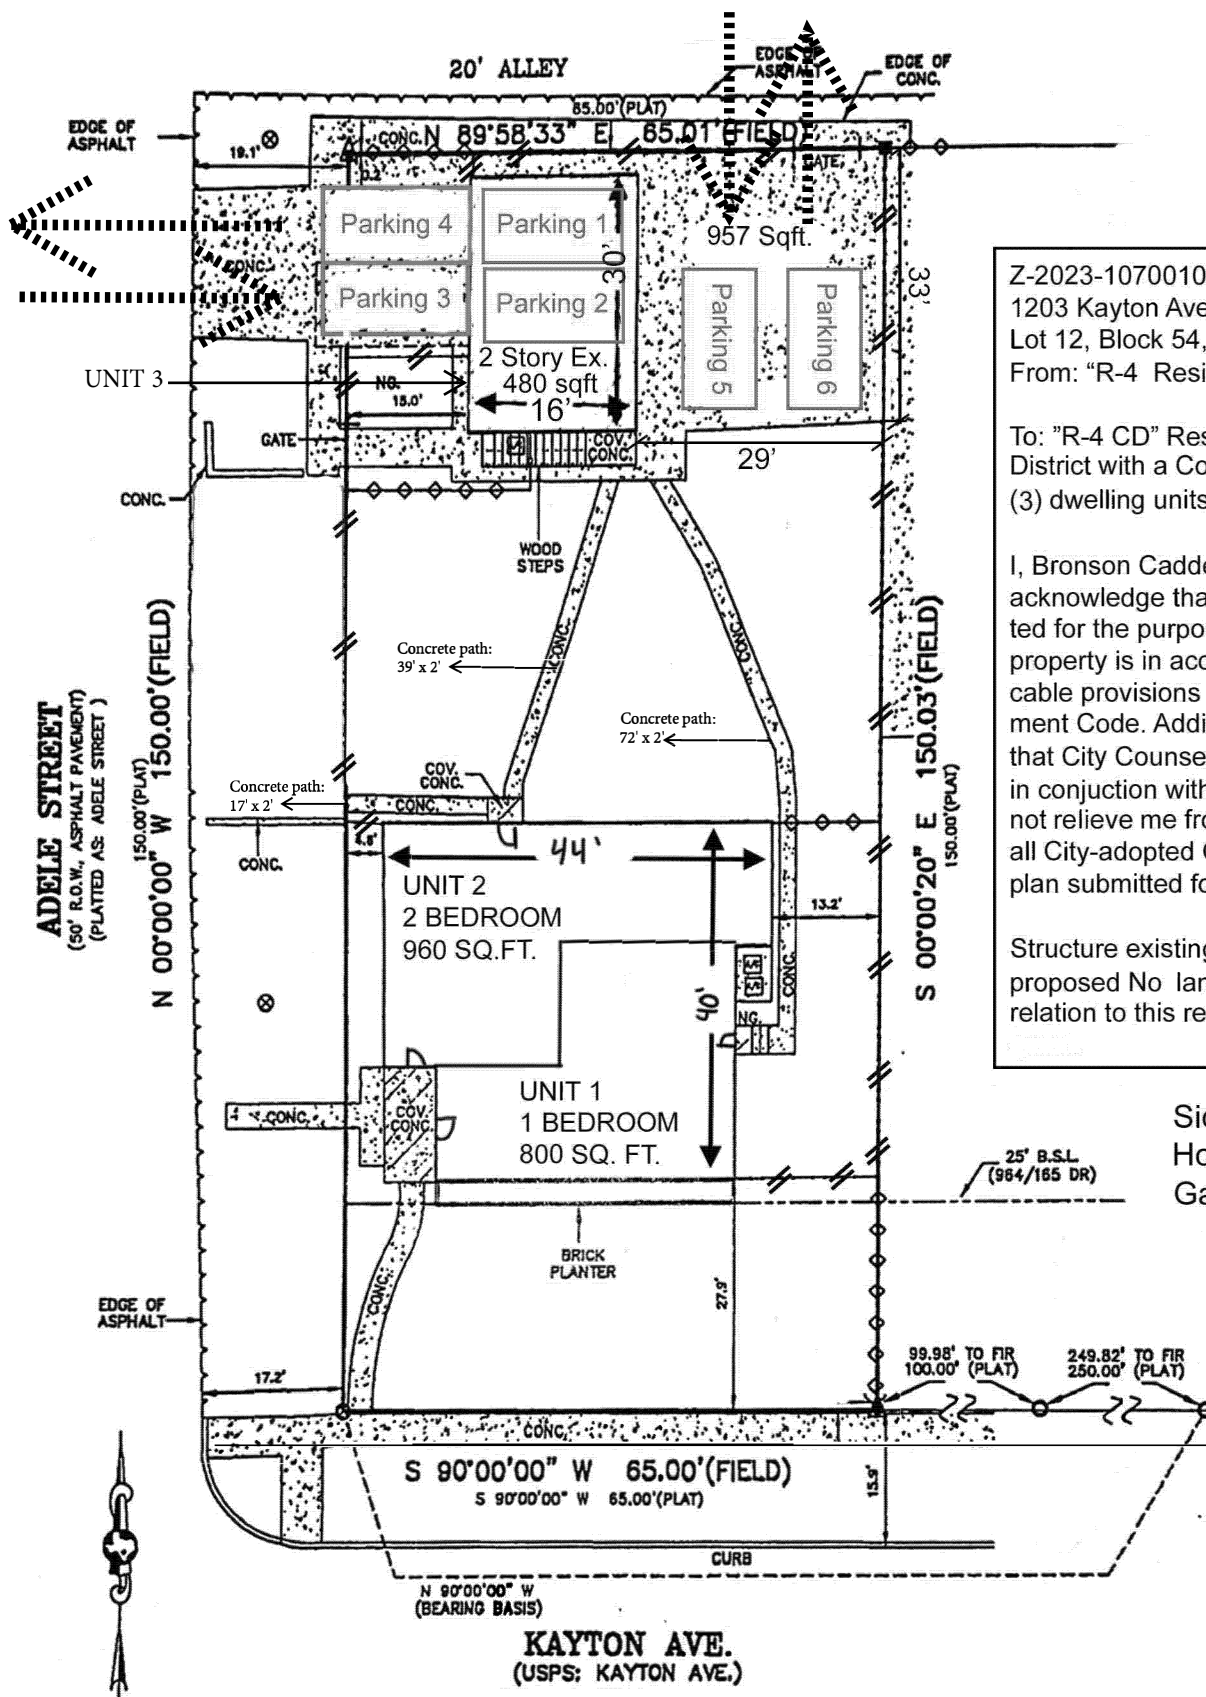 20' ALLEY
EDGE OF
ASPHALT
EDGE OF
CONC.
65.00'(PLAT)
EDGE OF
ASPHALT
CONC.
N 89°58'33" E 65.01'(FIELD)
GATE
19.1'
0.2'
Parking 4
Parking 1
957 Sqft.
30'
CONC.
Parking 3
Parking 2
Parking 5
Parking 6
33'
2 Story Ex.
480 sqft
16'
UNIT 3
NG.
15.0'
GATE
S
COV.
CONC.
29'
CONC.
WOOD
STEPS
Z-2023-1070010
1203 Kayton Ave
Lot 12, Block 54,
From: “R-4 Resi
To: ”R-4 CD” Res
District with a Co
(3) dwelling units
I, Bronson Cadde
acknowledge tha
ted for the purpo
property is in acc
cable provisions
ment Code. Addi
that City Counse
in conjuction with
not relieve me fro
all City-adopted C
plan submitted fo
Structure existing
proposed No lan
relation to this re
CONC.
CONC.
Concrete path:
39' x 2'
Concrete path:
72' x 2'
Concrete path:
17' x 2'
COV.
CONC.
CONC.
ADELE STREET
(50' R.O.W., ASPHALT PAVEMENT)
(PLATTED AS: ADELE STREET )
150.00'(PLAT)
N 00°00'00" W 150.00'(FIELD)
S 00°00'20" E 150.03'(FIELD)
150.00'(PLAT)
CONC.
4.8'
44'
UNIT 2
2 BEDROOM
960 SQ.FT.
13.2'
40'
S
S
CONC.
NG.
UNIT 1
1 BEDROOM
800 SQ. FT.
CONC.
COV.
CONC.
Sid
Ho
Ga
25' B.S.L.
(964/165 DR)
BRICK
PLANTER
CONC.
27.9'
EDGE OF
ASPHALT
17.2'
99.98' TO FIR
100.00' (PLAT)
249.82' TO FIR
250.00' (PLAT)
CONC.
S 90°00'00" W 65.00'(FIELD)
S 90°00'00" W 65.00'(PLAT)
15.9'
CURB
N 90°00'00" W
(BEARING BASIS)
KAYTON AVE.
(USPS: KAYTON AVE.)